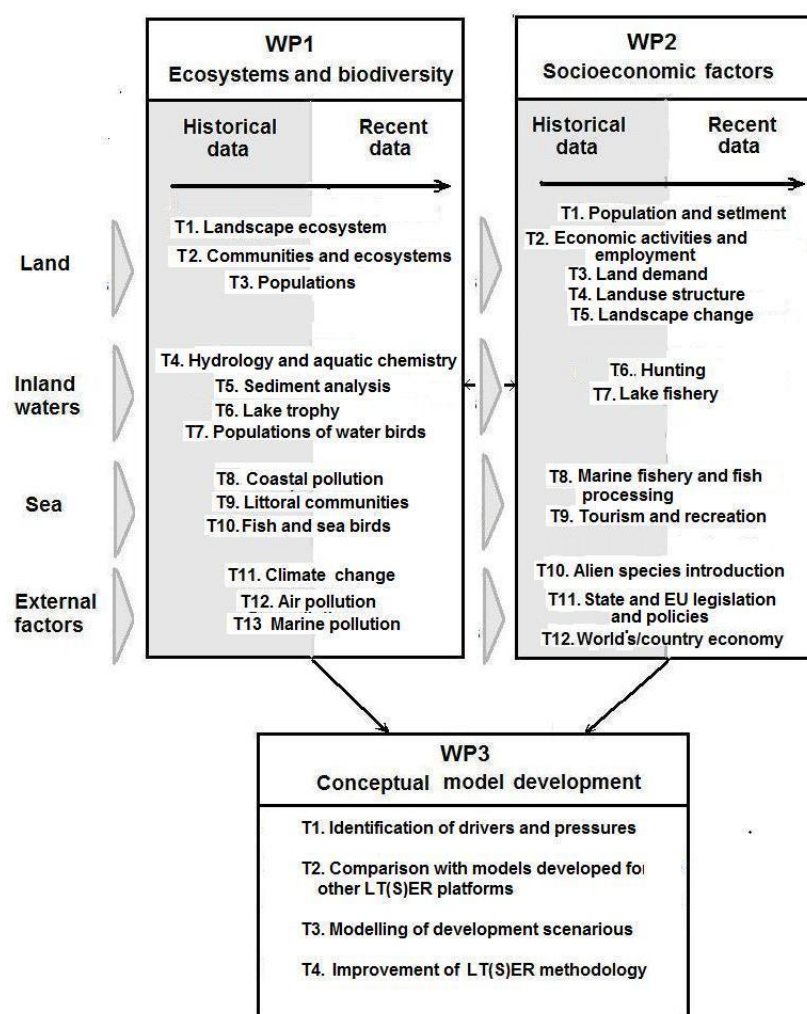 WP1
Ecosystems and biodiversity
WP2
Socioeconomic factors
Historical
data
Recent
data
Historical
data
Recent
data
Land
T1. Landscape ecosystem
T2. Communities and ecosystems
T3. Populations
T1. Population and setlment
T2. Economic activities and
employment
T3. Land demand
T4. Landuse structure
T5. Landscape change
Inland
waters
T4. Hydrology and aquatic chemistry
T5. Sediment analysis
T6. Lake trophy
T7. Populations of water birds
T6.. Hunting
T7. Lake fishery
Sea
T8. Coastal pollution
T9. Littoral communities
T10. Fish and sea birds
T8. Marine fishery and fish
processing
T9. Tourism and recreation
External
factors
T11. Climate change
T12. Air pollution
T13 Marine pollution
T10. Alien species introduction
T11. State and EU legislation
and policies
T12. World's/country economy
WP3
Conceptual model development
T1. Identification of drivers and pressures
T2. Comparison with models developed for
other LT(S)ER platforms
T3. Modelling of development scenarious
T4. Improvement of LT(S)ER methodology